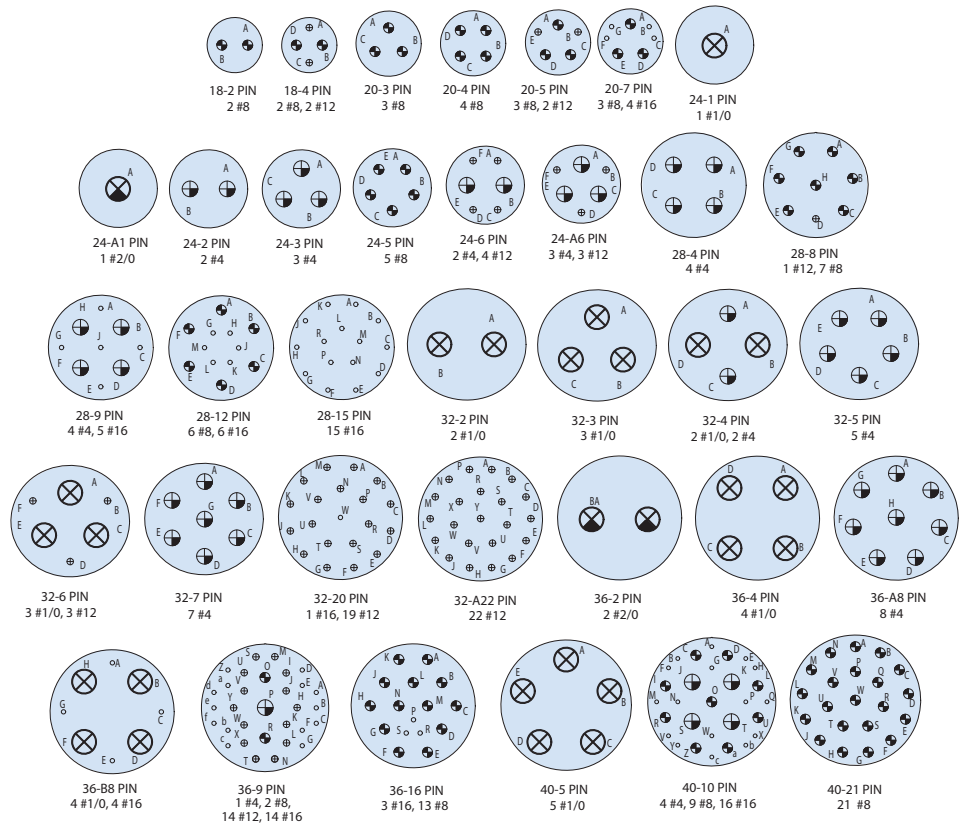 18-2 PIN
2 #8
18-4 PIN
2 #8, 2 #12
20-3 PIN
3 #8
20-4 PIN
4 #8
20-5 PIN
3 #8, 2 #12
20-7 PIN
3 #8, 4 #16
24-1 PIN
1 #1/0
24-A1 PIN
1 #2/0
24-2 PIN
2 #4
24-3 PIN
3 #4
24-5 PIN
5 #8
24-6 PIN
2 #4, 4 #12
24-A6 PIN
3 #4, 3 #12
28-4 PIN
4 #4
28-8 PIN
1 #12, 7 #8
28-9 PIN
4 #4, 5 #16
28-12 PIN
6 #8, 6 #16
28-15 PIN
15 #16
32-2 PIN
2 #1/0
32-3 PIN
3 #1/0
32-4 PIN
2 #1/0, 2 #4
32-5 PIN
5 #4
32-6 PIN
3 #1/0, 3 #12
32-7 PIN
7 #4
32-20 PIN
1 #16, 19 #12
32-A22 PIN
22 #12
36-2 PIN
2 #2/0
36-4 PIN
4 #1/0
36-A8 PIN
8 #4
36-B8 PIN
4 #1/0, 4 #16
36-9 PIN
1 #4, 2 #8,
14 #12, 14 #16
36-16 PIN
3 #16, 13 #8
40-5 PIN
5 #1/0
40-10 PIN
4 #4, 9 #8, 16 #16
40-21 PIN
21 #8